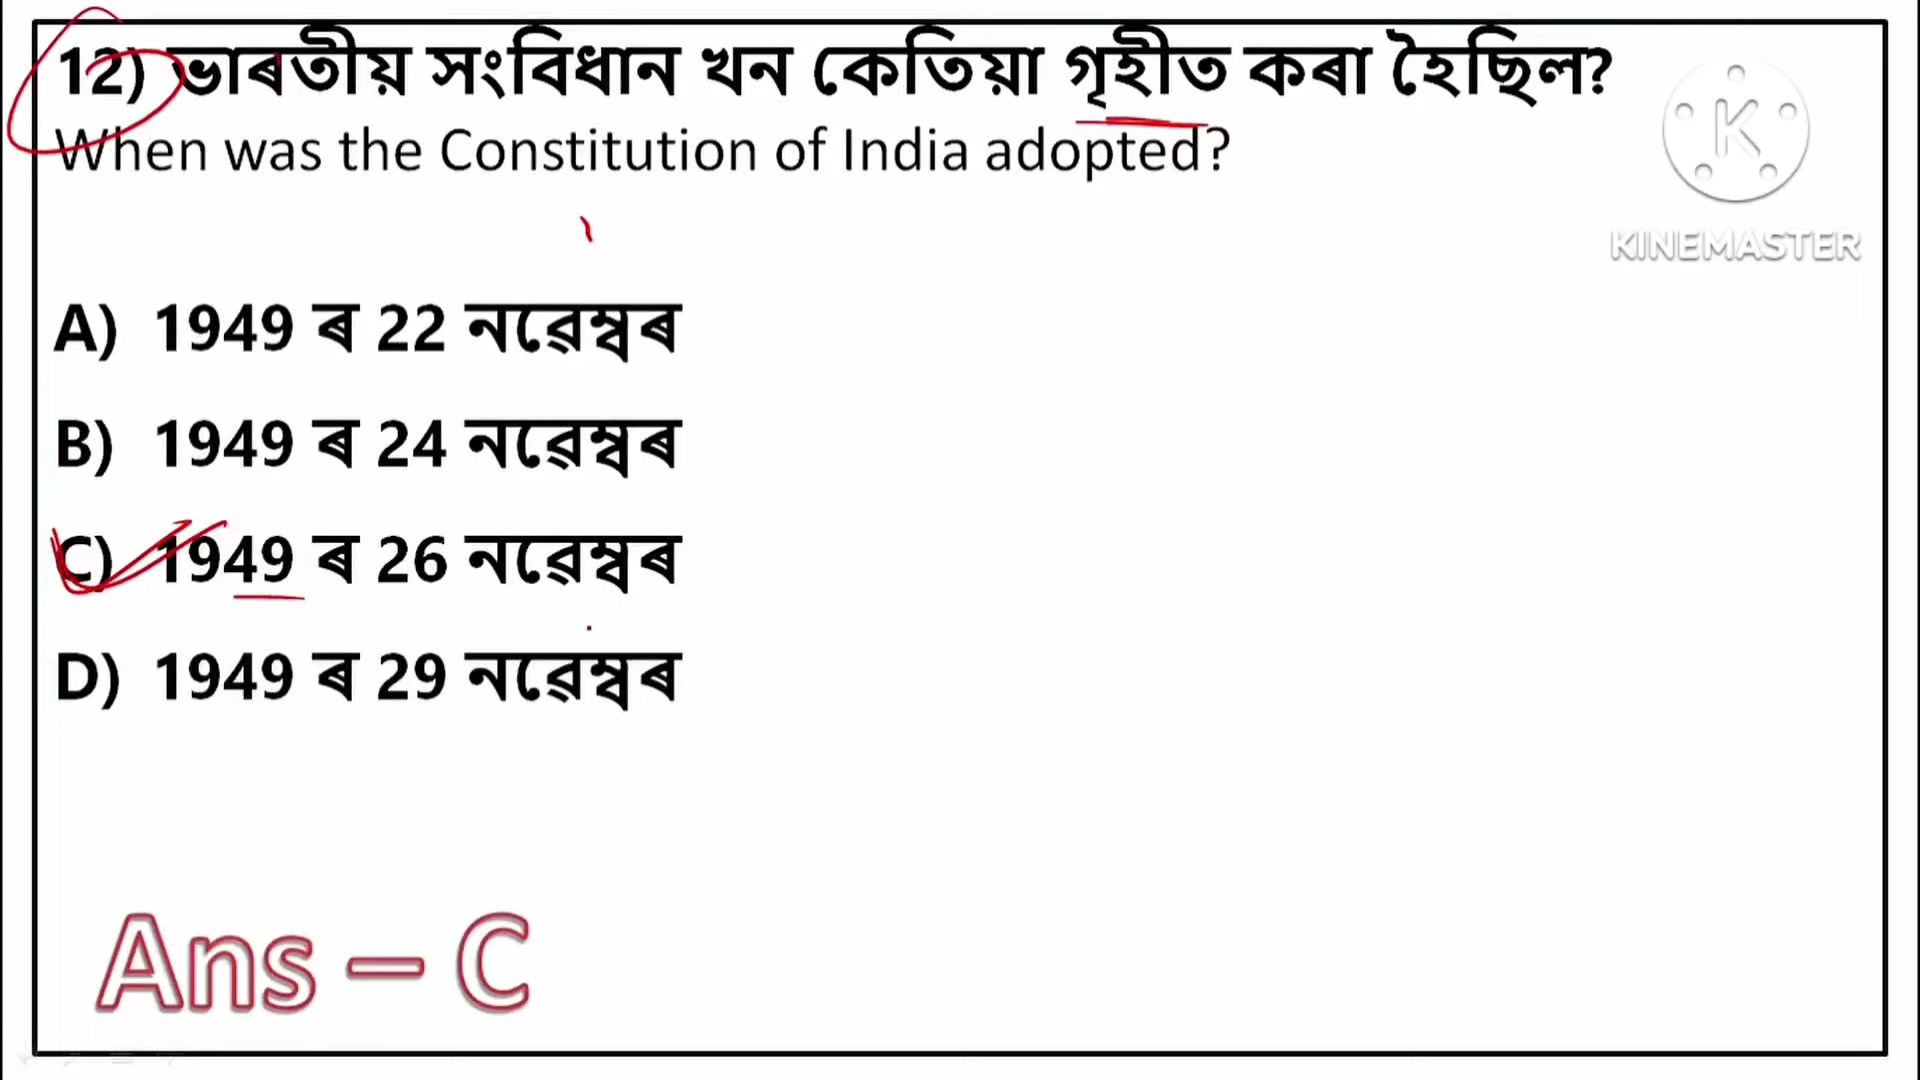 12) ভাৰতীয় সংবিধান খন কেতিয়া গৃহীত কৰা হৈছিল?
When was the Constitution of India adopted?
K
KINEMASTER
A) 1949 ৰ 22 নৱেম্বৰ
B) 1949 ৰ 24 নৱেম্বৰ
C) 1949 ৰ 26 নৱেম্বৰ
D) 1949 ৰ 29 নৱেম্বৰ
Ans – C